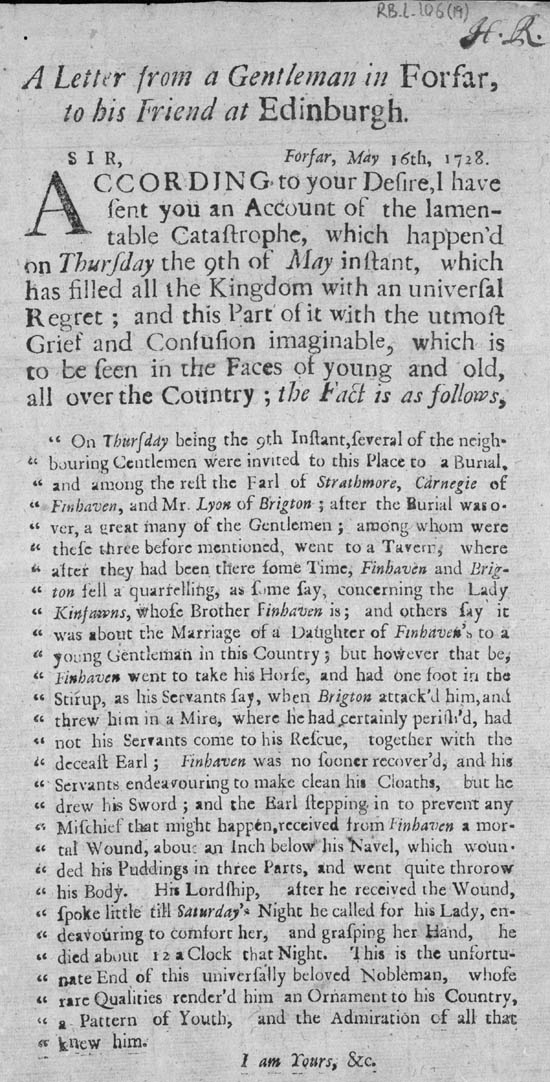 RB.l.106(19)
H. R.
A Letter from a Gentleman in Forfar,
to his Friend at Edinburgh.
SIR, Forfar, May 16th, 1728.
ACCORDING to your Desire, I have
ſent you an Account of the lamen-
table Cataſtrophe, which happen'd
on Thurſday the 9th of May inſtant, which
has filled all the Kingdom with an univerſal
Regret ; and this Part of it with the utmoſt
Grief and Confuſion imaginable, which is
to be ſeen in the Faces of young and old,
all over the Country ; the Fact is as follows,
“ On Thurſday being the 9th Inſtant, ſeveral of the neigh-
“ bouring Gentlemen were invited to this Place to a Burial,
“ and among the reſt the Earl of Strathmore, Carnegie of
“ Finhaven, and Mr. Lyon of Brigton ; after the Burial was o-
“ ver, a great many of the Gentlemen ; among whom were
“ theſe three before mentioned, went to a Tavern, where
“ after they had been there ſome Time, Finhaven and Brig-
“ ton fell a quarrelling, as ſome ſay, concerning the Lady
“ Kinfawns, whoſe Brother Finhaven is ; and others ſay it
“ was about the Marriage of a Daughter of Finhaven's to a
“ young Gentleman in this Country ; but however that be,
“ Finhaven went to take his Horſe, and had one foot in the
“ Stirup, as his Servants ſay, when Brigton attack'd him, and
“ threw him in a Mire, where he had certainly periſh'd, had
“ not his Servants come to his Reſcue, together with the
“ deceaſt Earl ; Finhaven was no ſooner recover'd, and his
“ Servants endeavouring to make clean his Cloaths, but he
“ drew his Sword ; and the Earl ſtepping in to prevent any
“ Miſchief that might happen, received from Finhaven a mor-
“ tal Wound, about an Inch below his Navel, which woun-
“ ded his Puddings in three Parts, and went quite throrow
“ his Body. His Lordſhip, after he received the Wound,
“ ſpoke little till Saturday's Night he called for his Lady, en-
“ deavouring to comfort her, and graſping her Hand, he
“ died about 12 a Clock that Night. This is the unfortu-
“ nate End of this univerſally beloved Nobleman, whoſe
“ rare Qualities render'd him an Ornament to his Country,
“ a Pattern of Youth, and the Admiration of all that
“ knew him.
I am Yours, &c.